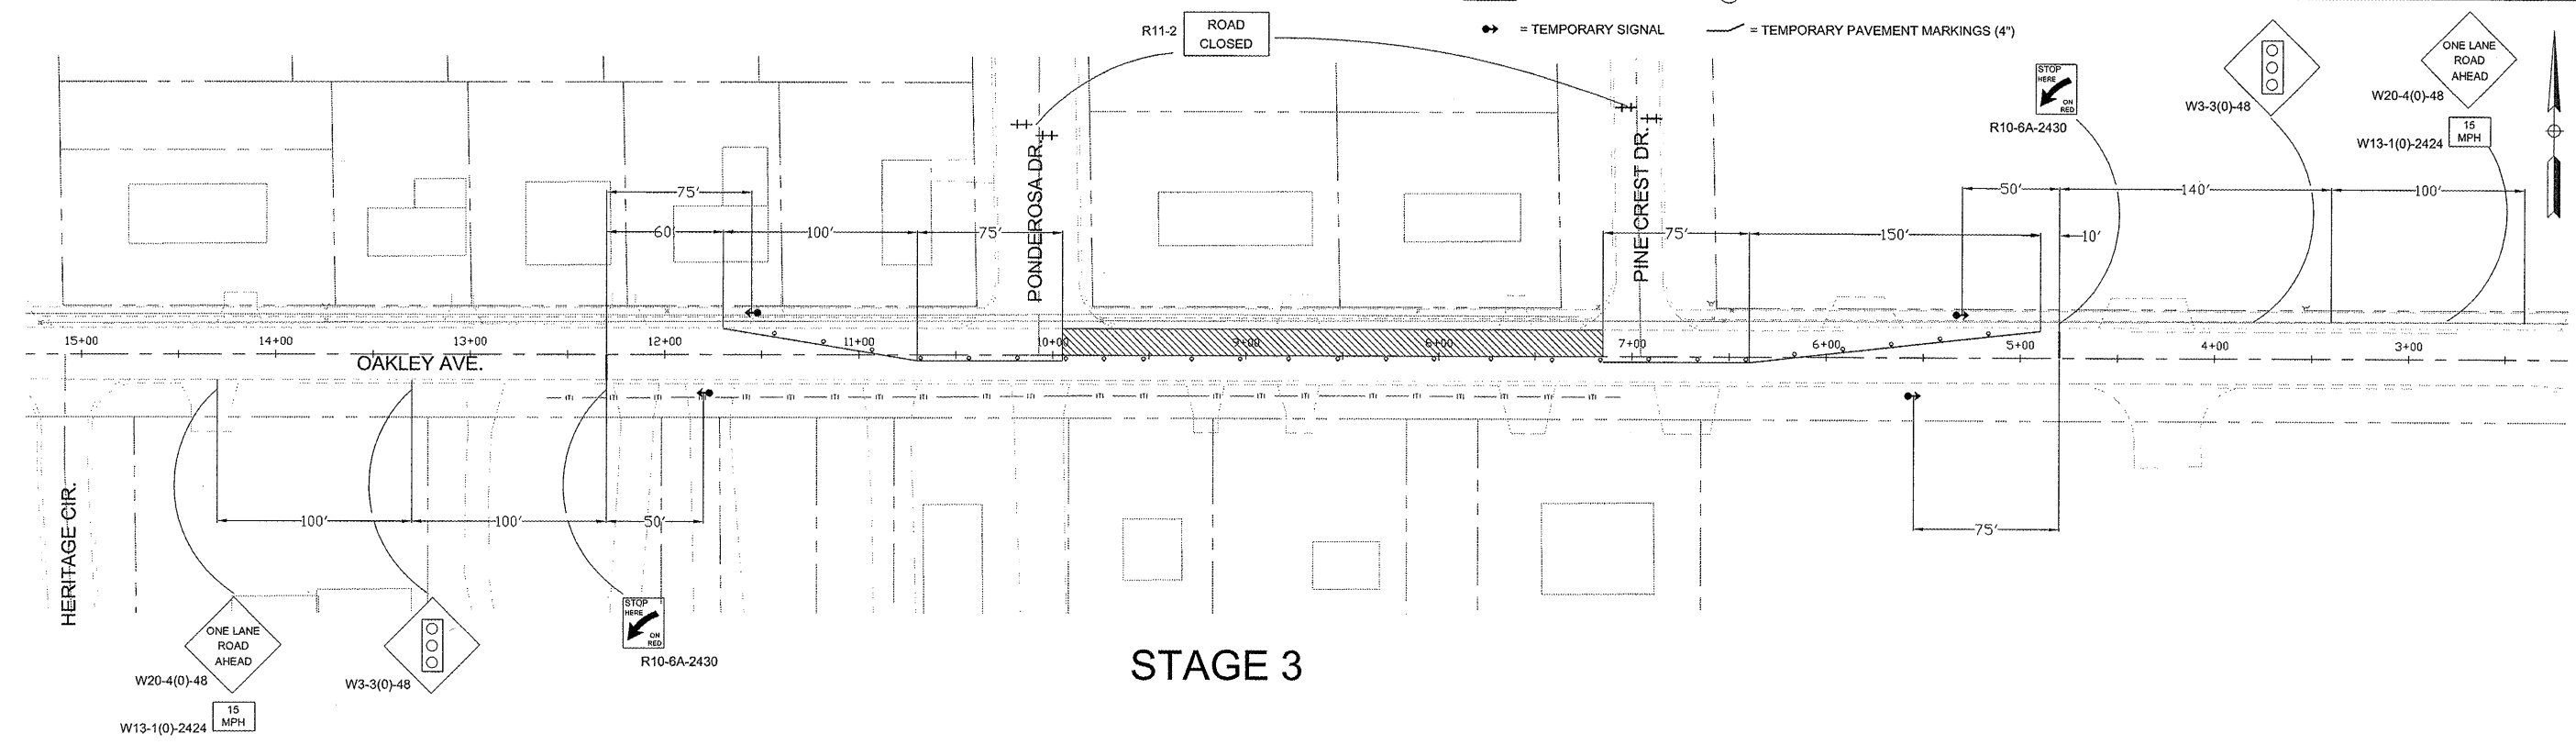 R11-2
ROAD
CLOSED
= TEMPORARY SIGNAL
= TEMPORARY PAVEMENT MARKINGS (4")
STOP
HERE
ON
RED
R10-6A-2430
W3-3(0)-48
ONE LANE
ROAD
AHEAD
W20-4(0)-48
W13-1(0)-2424
15
MPH
PONDEROSA DR.
PINE CREST DR.
75'
60'
100'
75'
75'
150'
50'
140'
100'
10'
15+00
14+00
13+00
12+00
11+00
10+00
9+00
8+00
7+00
6+00
5+00
4+00
3+00
OAKLEY AVE.
HERITAGE CIR.
100'
100'
50'
75'
ONE LANE
ROAD
AHEAD
W20-4(0)-48
15
MPH
W13-1(0)-2424
W3-3(0)-48
STOP
HERE
ON
RED
R10-6A-2430
STAGE 3